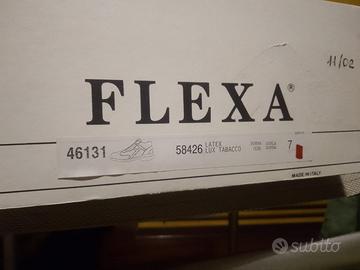 11/02
FLEXA®
46131 58426 LATEX 7
LUX TABACCO
MADE IN ITALY
subito